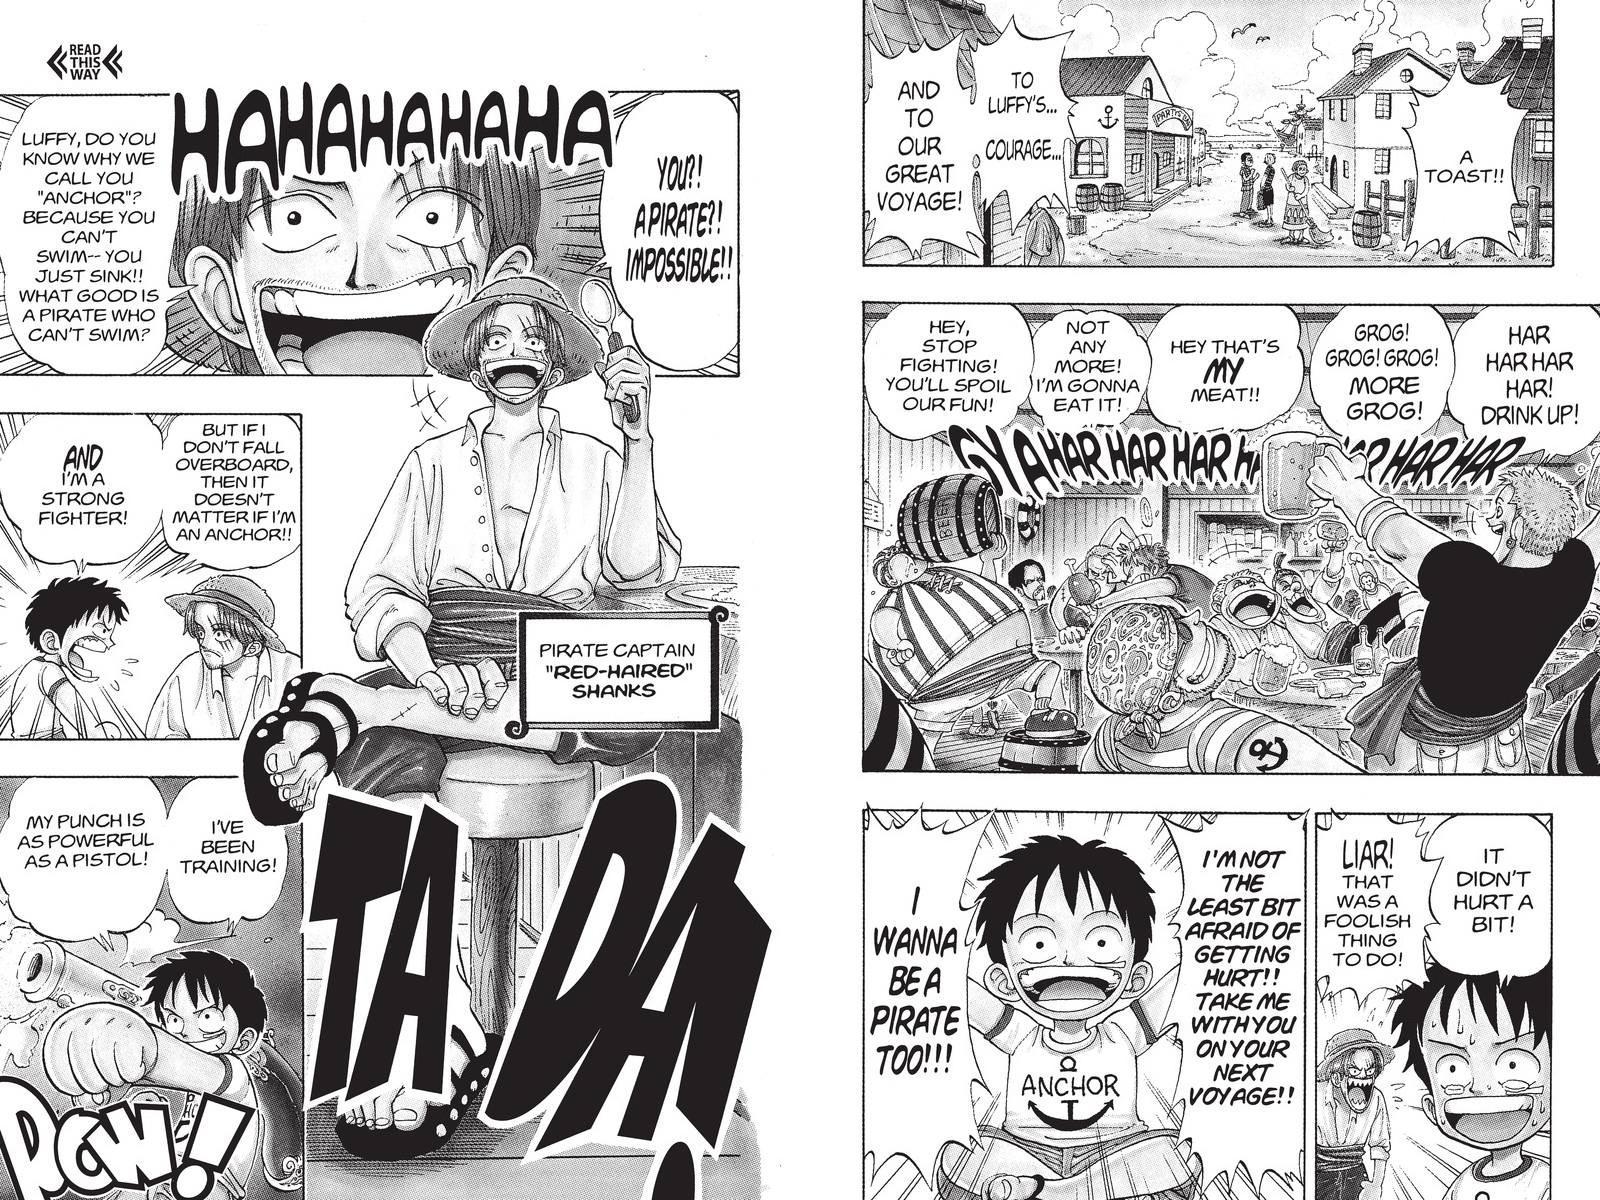 A
TOAST!!
TO
LUFFY'S...
COURAGE...
AND
TO
OUR
GREAT
VOYAGE!
PARTYS BAR
HAR
HAR HAR
HAR!
DRINK UP!
GROG!
GROG! GROG!
MORE
GROG!
HEY THAT'S
MY
MEAT!!
NOT
ANY
MORE!
I'M GONNA
EAT IT!
HEY,
STOP
FIGHTING!
YOU'LL SPOIL
OUR FUN!
GYAHAR HAR HAR HAR HAR HAR
BEER
IT
DIDN'T
HURT A
BIT!
LIAR!
THAT
WAS A
FOOLISH
THING
TO DO!
I'M NOT
THE
LEAST BIT
AFRAID OF
GETTING
HURT!!
TAKE ME
WITH YOU
ON YOUR
NEXT
VOYAGE!!
I
WANNA
BE A
PIRATE
TOO!!!
ANCHOR
READ
THIS
WAY
YOU?!
A PIRATE?!
IMPOSSIBLE!!
HAHAHAHAHA
LUFFY, DO YOU
KNOW WHY WE
CALL YOU
"ANCHOR"?
BECAUSE YOU
CAN'T
SWIM-- YOU
JUST SINK!!
WHAT GOOD IS
A PIRATE WHO
CAN'T SWIM?
PIRATE CAPTAIN
"RED-HAIRED"
SHANKS
TA DA!
BUT IF I
DON'T FALL
OVERBOARD,
THEN IT
DOESN'T
MATTER IF I'M
AN ANCHOR!!
AND
I'M A
STRONG
FIGHTER!
I'VE
BEEN
TRAINING!
MY PUNCH IS
AS POWERFUL
AS A PISTOL!
POW!